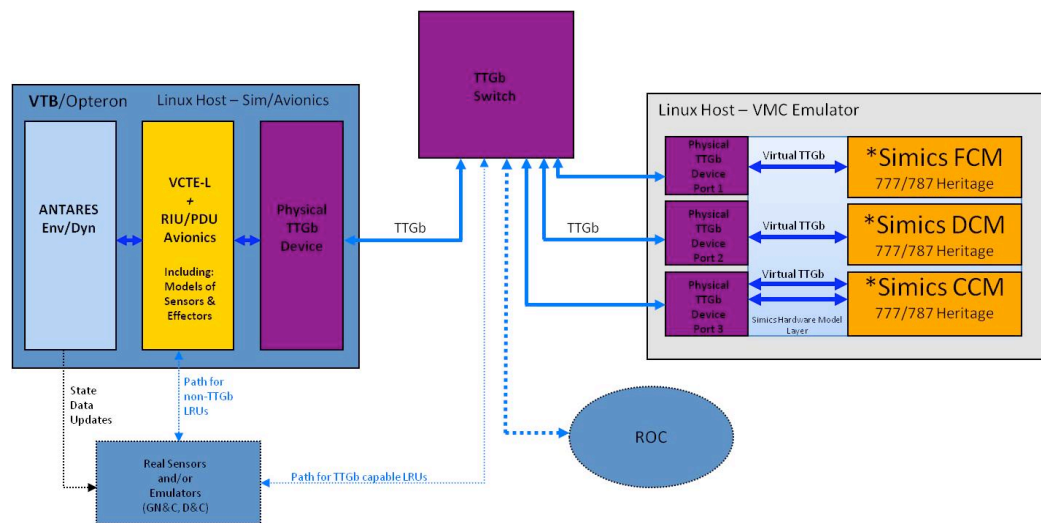 TTGb
Switch
VTB/Opteron
Linux Host – Sim/Avionics
ANTARES
Env/Dyn
VCTE-L
+
RIU/PDU
Avionics
Including:
Models of
Sensors &
Effectors
Physical
TTGb
Device
TTGb
TTGb
Linux Host – VMC Emulator
Physical
TTGb
Device
Port 1
Virtual TTGb
*Simics FCM
777/787 Heritage
Physical
TTGb
Device
Port 2
Virtual TTGb
*Simics DCM
777/787 Heritage
Physical
TTGb
Device
Port 3
Virtual TTGb
*Simics CCM
777/787 Heritage
Simics Hardware Model
Layer
State
Data
Updates
Path for
non-TTGb
LRUs
Real Sensors
and/or
Emulators
(GN&C, D&C)
Path for TTGb capable LRUs
ROC